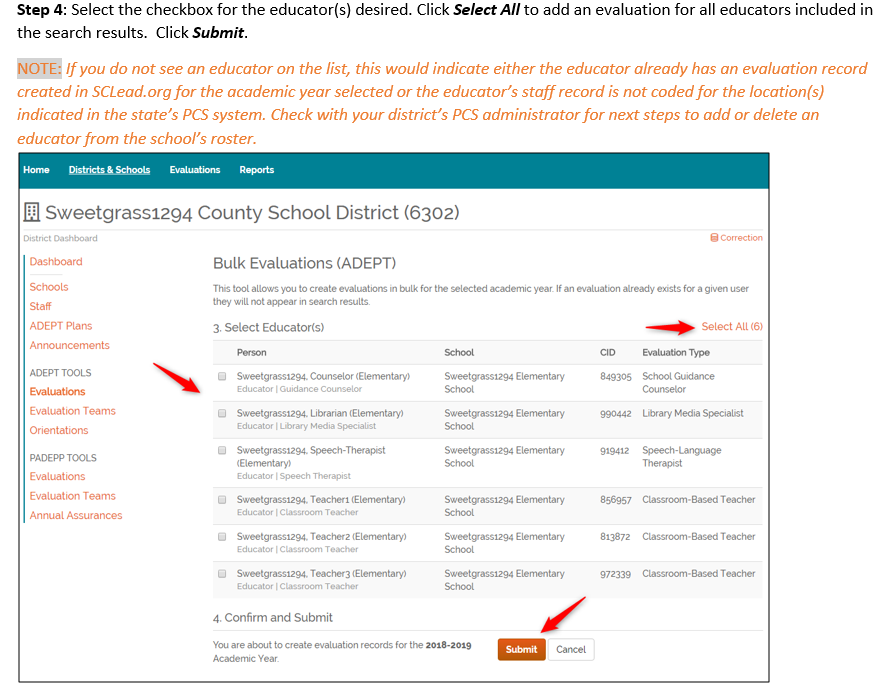 Step 4: Select the checkbox for the educator(s) desired. Click Select All to add an evaluation for all educators included in
the search results.  Click Submit.
NOTE: If you do not see an educator on the list, this would indicate either the educator already has an evaluation record
created in SCLead.org for the academic year selected or the educator's staff record is not coded for the location(s)
indicated in the state's PCS system. Check with your district's PCS administrator for next steps to add or delete an
educator from the school's roster.
Home Districts & Schools Evaluations Reports
Sweetgrass1294 County School District (6302)
District Dashboard
Correction
Dashboard
Schools
Staff
ADEPT Plans
Announcements
ADEPT TOOLS
Evaluations
Evaluation Teams
Orientations
PADEPP TOOLS
Evaluations
Evaluation Teams
Annual Assurances
Bulk Evaluations (ADEPT)
This tool allows you to create evaluations in bulk for the selected academic year. If an evaluation already exists for a given user
they will not appear in search results.
3. Select Educator(s)
Select All (6)
Person School CID Evaluation Type
Sweetgrass1294, Counselor (Elementary) Sweetgrass1294 Elementary 849305 School Guidance
Educator | Guidance Counselor School Counselor
Sweetgrass1294, Librarian (Elementary) Sweetgrass1294 Elementary 990442 Library Media Specialist
Educator | Library Media Specialist School
Sweetgrass1294, Speech-Therapist Sweetgrass1294 Elementary 919412 Speech-Language
(Elementary) School Therapist
Educator | Speech Therapist
Sweetgrass1294, Teacher1 (Elementary) Sweetgrass1294 Elementary 856957 Classroom-Based Teacher
Educator | Classroom Teacher School
Sweetgrass1294, Teacher2 (Elementary) Sweetgrass1294 Elementary 813872 Classroom-Based Teacher
Educator | Classroom Teacher School
Sweetgrass1294, Teacher3 (Elementary) Sweetgrass1294 Elementary 972339 Classroom-Based Teacher
Educator | Classroom Teacher School
4. Confirm and Submit
You are about to create evaluation records for the 2018-2019
Academic Year.
Submit Cancel